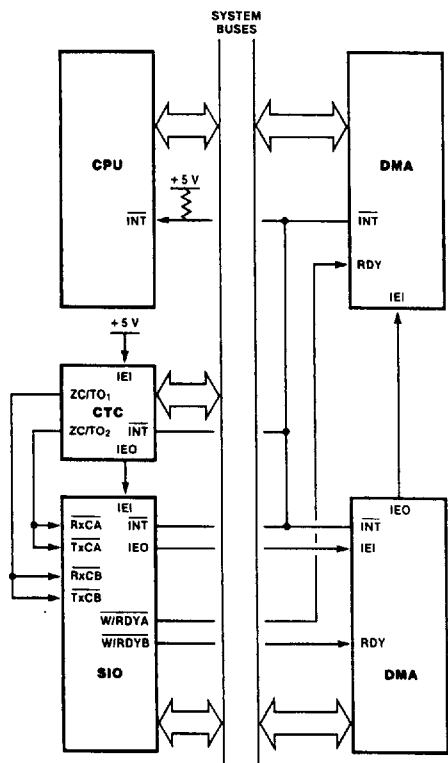 SYSTEM
BUSES
CPU
+ 5 V
INT
DMA
INT
RDY
IEI
+ 5 V
IEI
ZC/TO₁
CTC
ZC/TO₂
INT
IEO
IEI
RxCA
INT
TxCA
IEO
RxCB
TxCB
W/RDYA
W/RDYB
SIO
IEO
INT
IEI
RDY
DMA